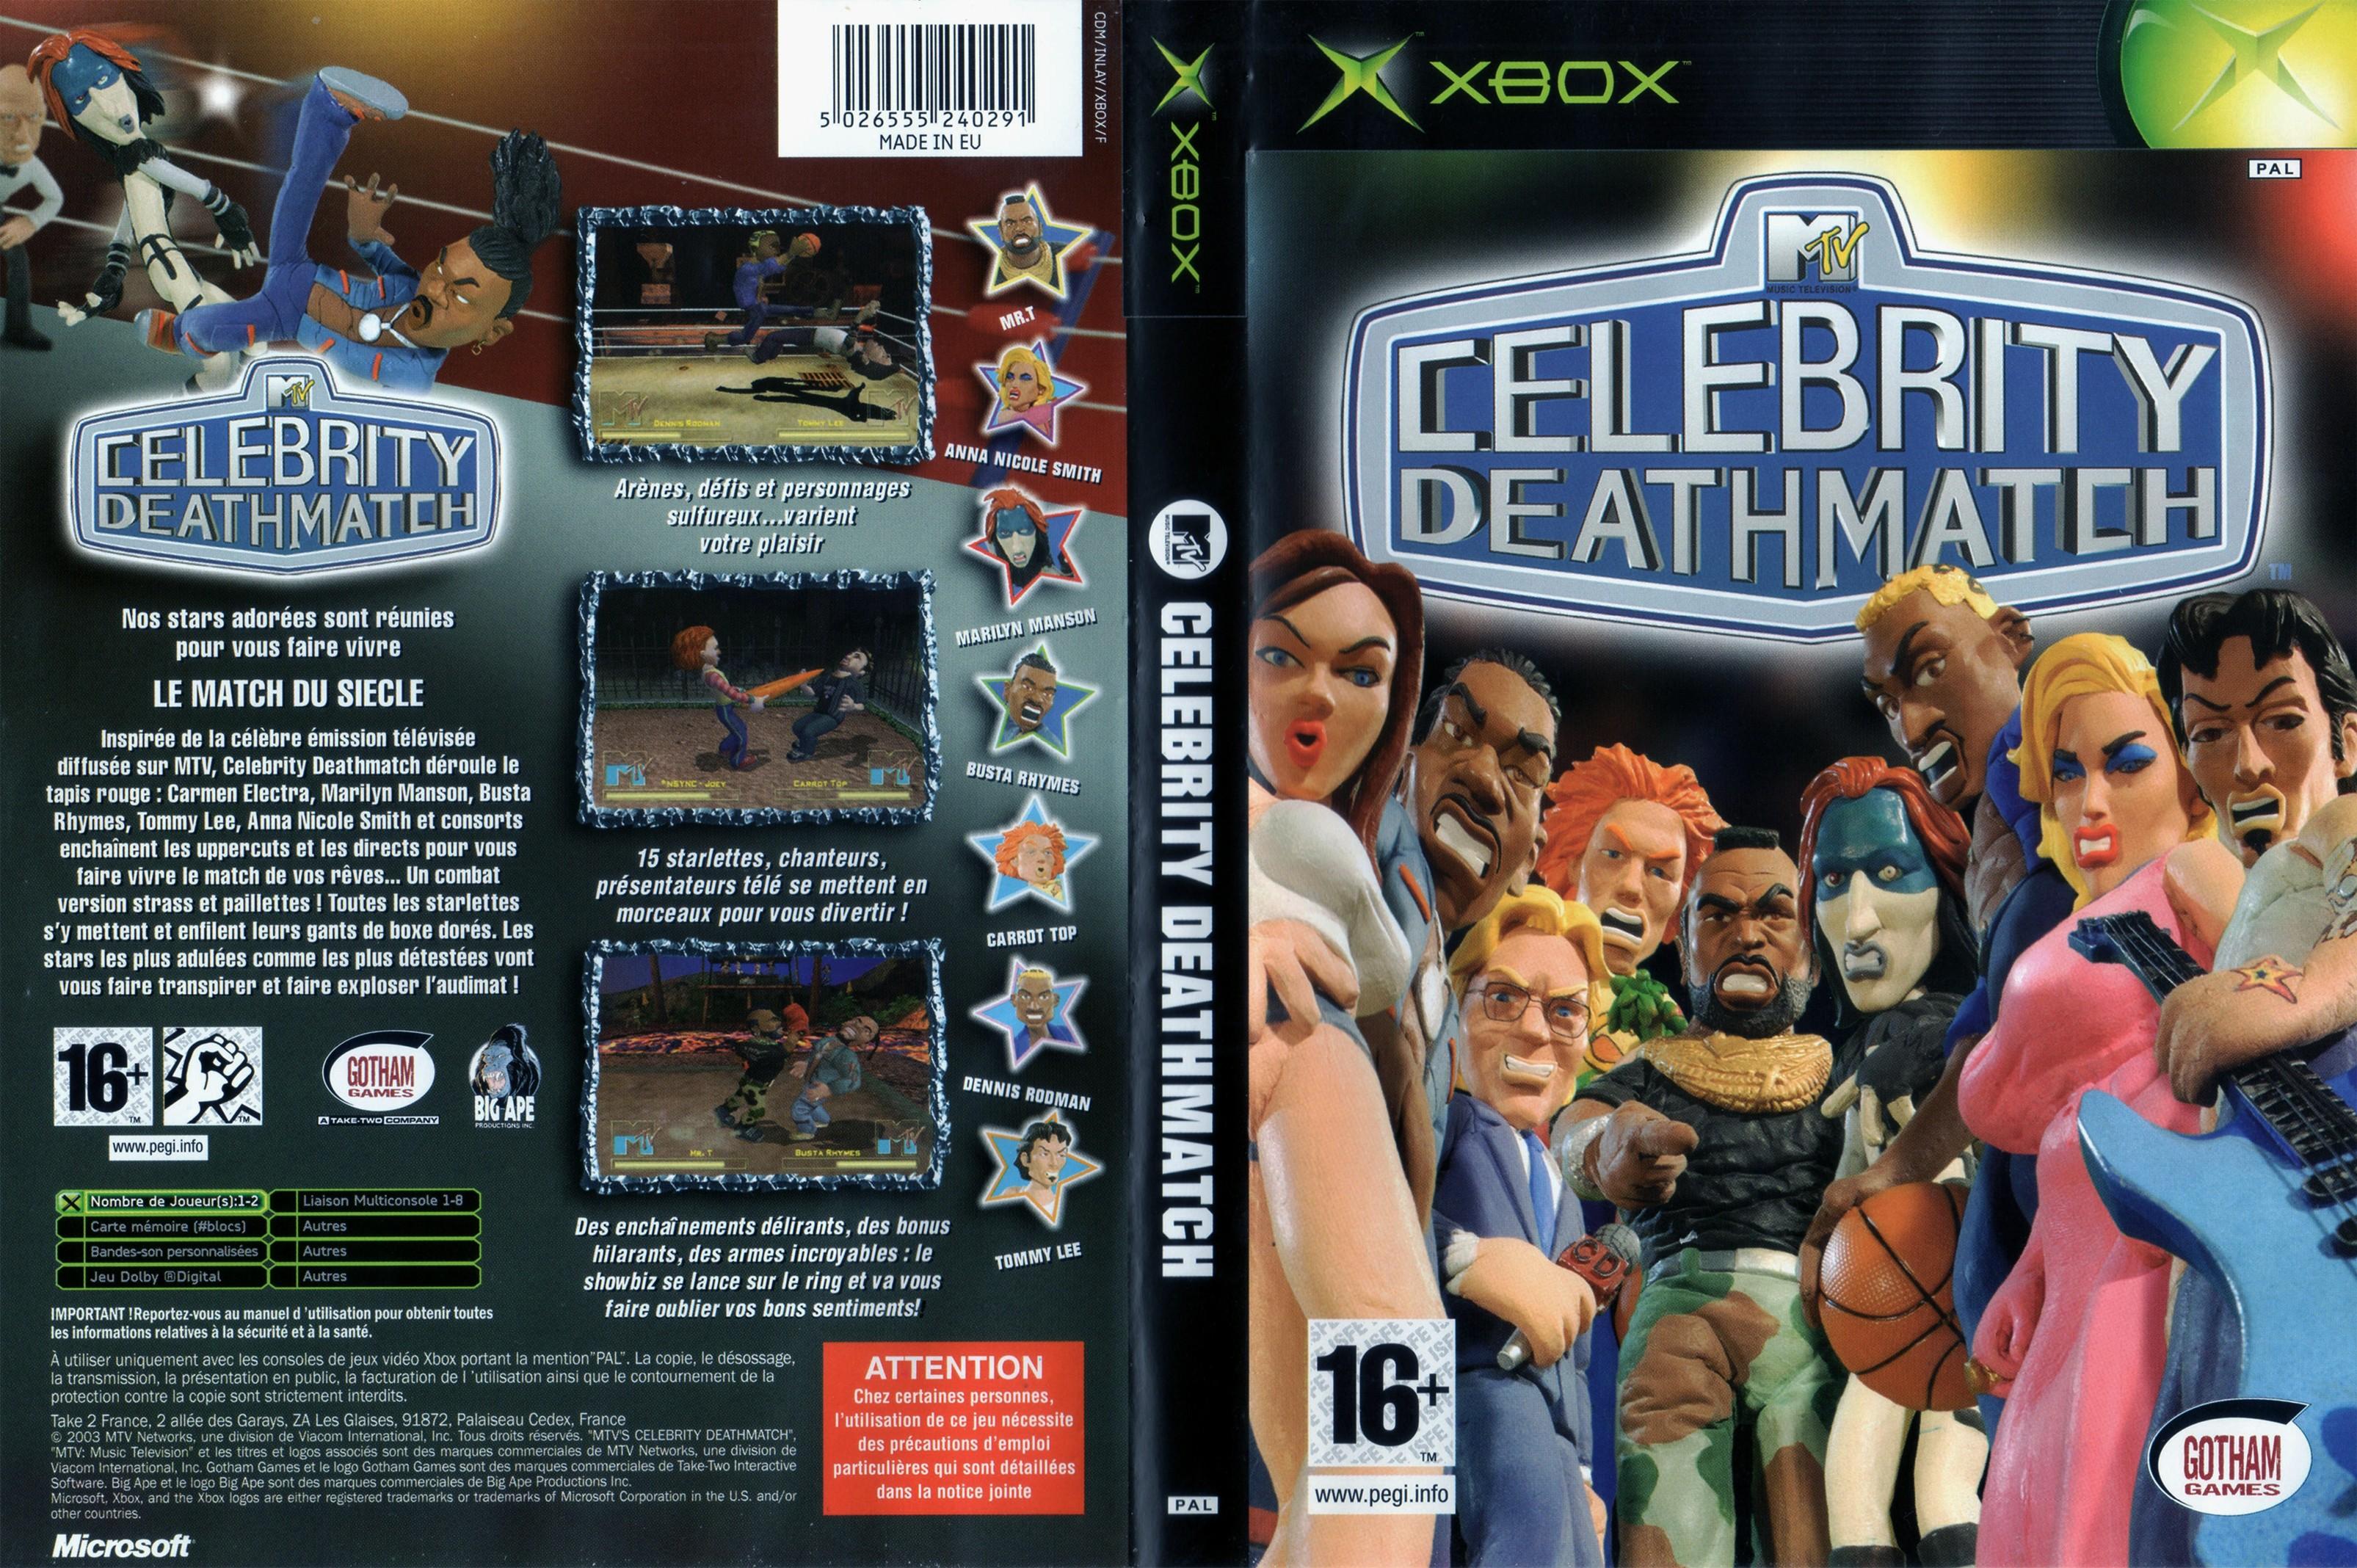 5 026555 240291
MADE IN EU
CDM/INLAY/XBOX/F
MTV
CELEBRITY
DEATHMATCH
Nos stars adorées sont réunies
pour vous faire vivre
LE MATCH DU SIECLE
Inspirée de la célèbre émission télévisée
diffusée sur MTV, Celebrity Deathmatch déroule le
tapis rouge : Carmen Electra, Marilyn Manson, Busta
Rhymes, Tommy Lee, Anna Nicole Smith et consorts
enchaînent les uppercuts et les directs pour vous
faire vivre le match de vos rêves... Un combat
version strass et paillettes ! Toutes les starlettes
s'y mettent et enfilent leurs gants de boxe dorés. Les
stars les plus adulées comme les plus détestées vont
vous faire transpirer et faire exploser l'audimat !
16+
TM
TM
www.pegi.info
GOTHAM
GAMES
A TAKE-TWO COMPANY
BIG APE
PRODUCTIONS INC.
Nombre de Joueur(s):1-2
Liaison Multiconsole 1-8
Carte mémoire (#blocs)
Autres
Bandes-son personnalisées
Autres
Jeu Dolby ®Digital
Autres
IMPORTANT !Reportez-vous au manuel d 'utilisation pour obtenir toutes
les informations relatives à la sécurité et à la santé.
À utiliser uniquement avec les consoles de jeux vidéo Xbox portant la mention"PAL". La copie, le désossage,
la transmission, la présentation en public, la facturation de l 'utilisation ainsi que le contournement de la
protection contre la copie sont strictement interdits.
Take 2 France, 2 allée des Garays, ZA Les Glaises, 91872, Palaiseau Cedex, France
© 2003 MTV Networks, une division de Viacom International, Inc. Tous droits réservés. "MTV'S CELEBRITY DEATHMATCH",
"MTV: Music Television" et les titres et logos associés sont des marques commerciales de MTV Networks, une division de
Viacom International, Inc. Gotham Games et le logo Gotham Games sont des marques commerciales de Take-Two Interactive
Software. Big Ape et le logo Big Ape sont des marques commerciales de Big Ape Productions Inc.
Microsoft, Xbox, and the Xbox logos are either registered trademarks or trademarks of Microsoft Corporation in the U.S. and/or
other countries.
Microsoft
DENNIS RODMAN
TOMMY LEE
Arènes, défis et personnages
sulfureux...varient
votre plaisir
*NSYNC - JOEY
CARROT TOP
15 starlettes, chanteurs,
présentateurs télé se mettent en
morceaux pour vous divertir !
MR. T
BUSTA RHYMES
Des enchaînements délirants, des bonus
hilarants, des armes incroyables : le
showbiz se lance sur le ring et va vous
faire oublier vos bons sentiments!
MR.T
ANNA NICOLE SMITH
MARILYN MANSON
BUSTA RHYMES
CARROT TOP
DENNIS RODMAN
TOMMY LEE
ATTENTION
Chez certaines personnes,
l'utilisation de ce jeu nécessite
des précautions d'emploi
particulières qui sont détaillées
dans la notice jointe
XBOX
MTV
MUSIC TELEVISION
CELEBRITY DEATHMATCH
PAL
XBOX
PAL
MTV
MUSIC TELEVISION
CELEBRITY
DEATHMATCH
TM
CD
16+
TM
www.pegi.info
GOTHAM
GAMES